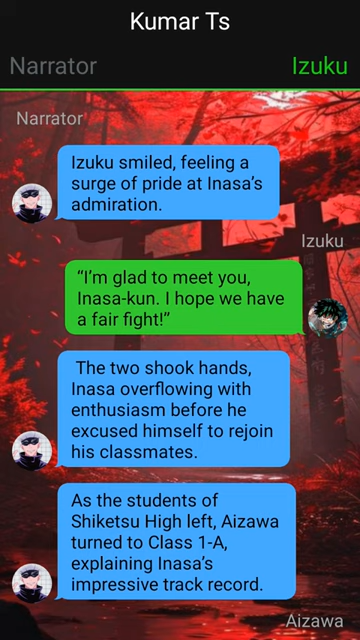 Kumar Ts
Narrator
Izuku
Narrator
Izuku smiled, feeling a
surge of pride at Inasa’s
admiration.
Izuku
“I’m glad to meet you,
Inasa-kun. I hope we have
a fair fight!”
The two shook hands,
Inasa overflowing with
enthusiasm before he
excused himself to rejoin
his classmates.
As the students of
Shiketsu High left, Aizawa
turned to Class 1-A,
explaining Inasa’s
impressive track record.
Aizawa